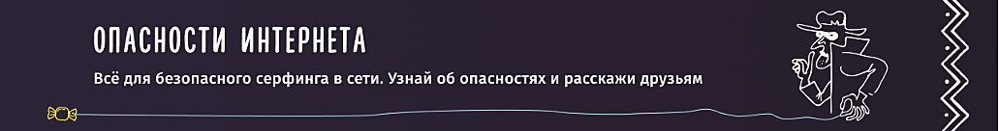 ОПАСНОСТИ ИНТЕРНЕТА
Всё для безопасного серфинга в сети. Узнай об опасностях и расскажи друзьям